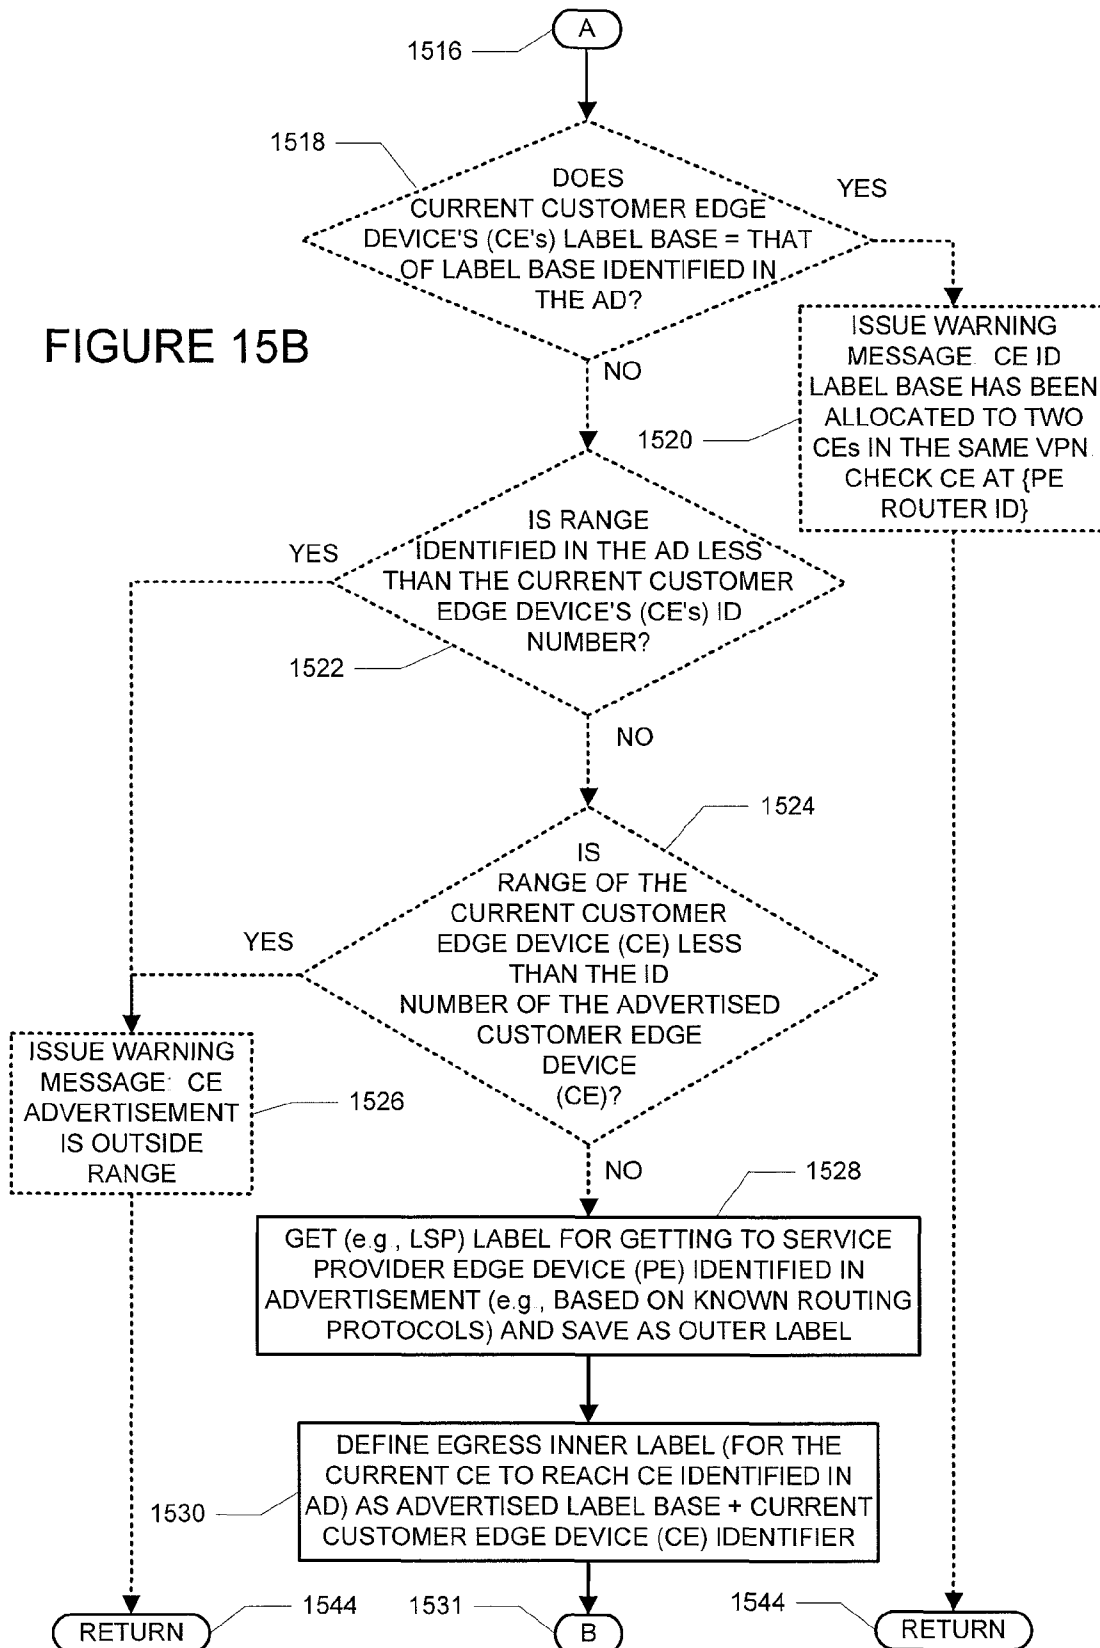 A
1516
1518
DOES
CURRENT CUSTOMER EDGE
DEVICE'S (CE's) LABEL BASE = THAT
OF LABEL BASE IDENTIFIED IN
THE AD?
YES
FIGURE 15B
NO
ISSUE WARNING
MESSAGE: CE ID
LABEL BASE HAS BEEN
ALLOCATED TO TWO
CEs IN THE SAME VPN.
CHECK CE AT {PE
ROUTER ID}
1520
IS RANGE
IDENTIFIED IN THE AD LESS
THAN THE CURRENT CUSTOMER
EDGE DEVICE'S (CE's) ID
NUMBER?
YES
1522
NO
1524
IS
RANGE OF THE
CURRENT CUSTOMER
EDGE DEVICE (CE) LESS
THAN THE ID
NUMBER OF THE ADVERTISED
CUSTOMER EDGE
DEVICE
(CE)?
YES
ISSUE WARNING
MESSAGE: CE
ADVERTISEMENT
IS OUTSIDE
RANGE
1526
NO
1528
GET (e.g., LSP) LABEL FOR GETTING TO SERVICE
PROVIDER EDGE DEVICE (PE) IDENTIFIED IN
ADVERTISEMENT (e.g., BASED ON KNOWN ROUTING
PROTOCOLS) AND SAVE AS OUTER LABEL
DEFINE EGRESS INNER LABEL (FOR THE
CURRENT CE TO REACH CE IDENTIFIED IN
AD) AS ADVERTISED LABEL BASE + CURRENT
CUSTOMER EDGE DEVICE (CE) IDENTIFIER
1530
RETURN
1544
1531
B
1544
RETURN